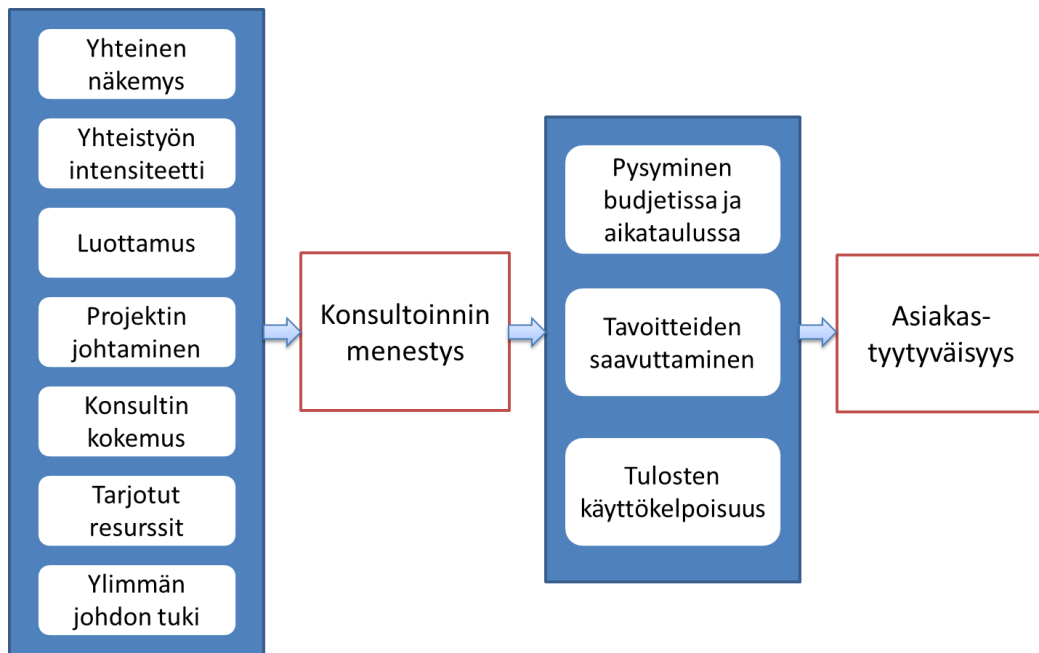 Yhteinen
näkemys
Yhteistyön
intensiteetti
Luottamus
Projektin
johtaminen
Konsultin
kokemus
Tarjotut
resurssit
Ylimmän
johdon tuki
Konsultoinnin
menestys
Pysyminen
budjetissa ja
aikataulussa
Tavoitteiden
saavuttaminen
Tulosten
käyttökelpoisuus
Asiakas-
tyytyväisyys